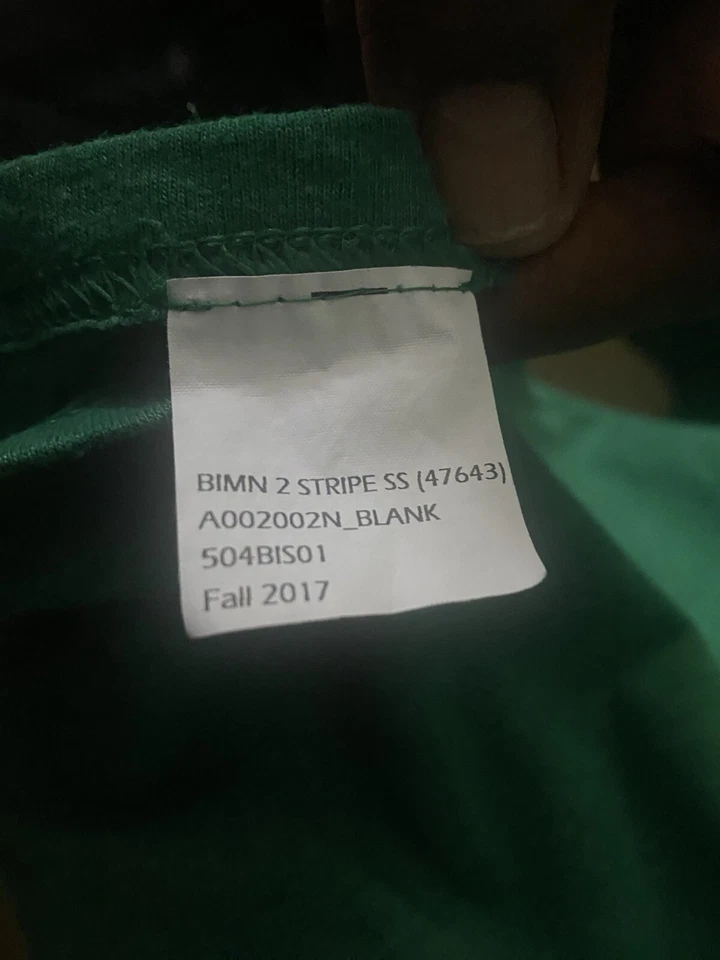 BIMN 2 STRIPE SS (47643)
A002002N_BLANK
504BIS01
Fall 2017